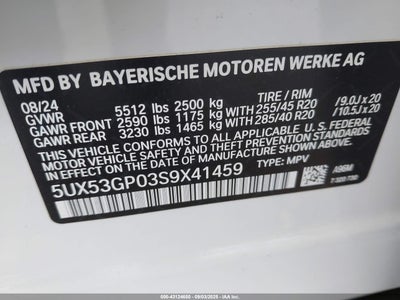 MFD BY BAYERISCHE MOTOREN WERKE AG
08/24 TIRE / RIM
GVWR 5512 lbs 2500 kg
GAWR FRONT 2590 lbs 1175 kg WITH 255/45 R20 /9.0J x 20
GAWR REAR 3230 lbs 1465 kg WITH 285/40 R20 /10.5J x 20
THIS VEHICLE CONFORMS TO ALL APPLICABLE U.S. FEDERAL
MOTOR VEHICLE SAFETY, BUMPER, AND THEFT PREVENTION STANDARDS
IN EFFECT ON THE DATE OF MANUFACTURE SHOWN ABOVE.
5UX53GP03S9X41459 TYPE: MPV
A96M